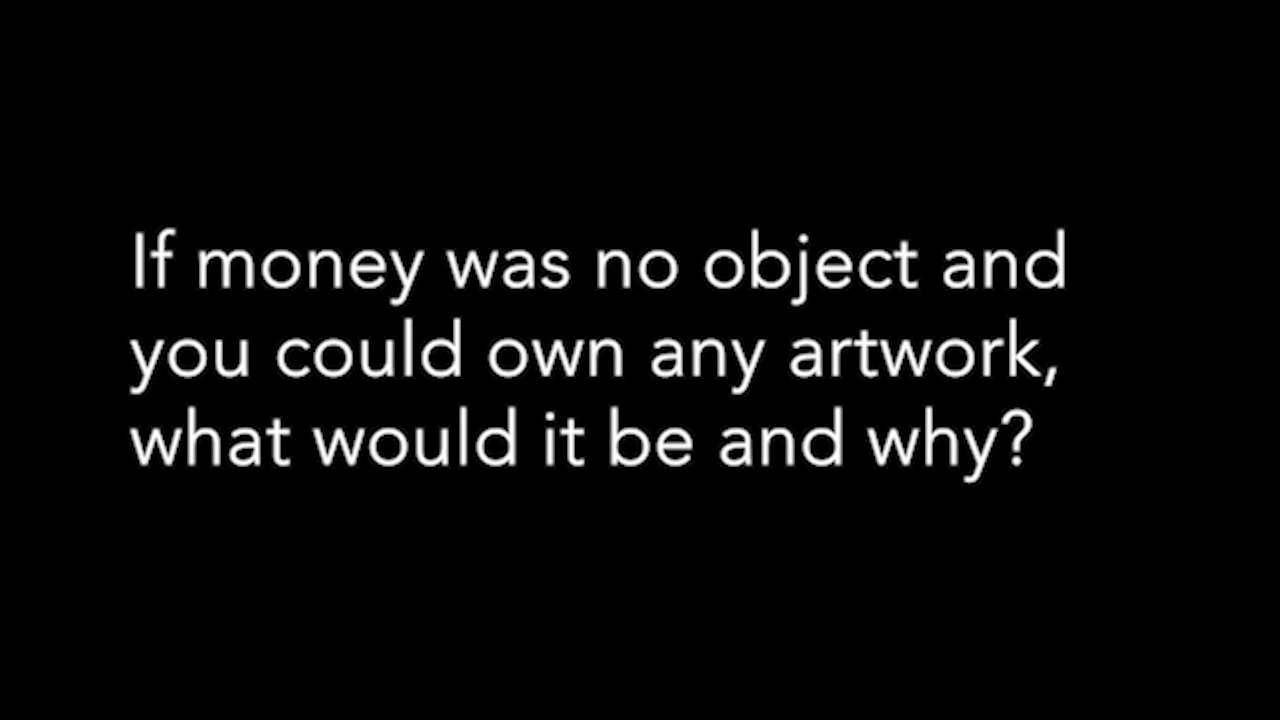 If money was no object and
you could own any artwork,
what would it be and why?